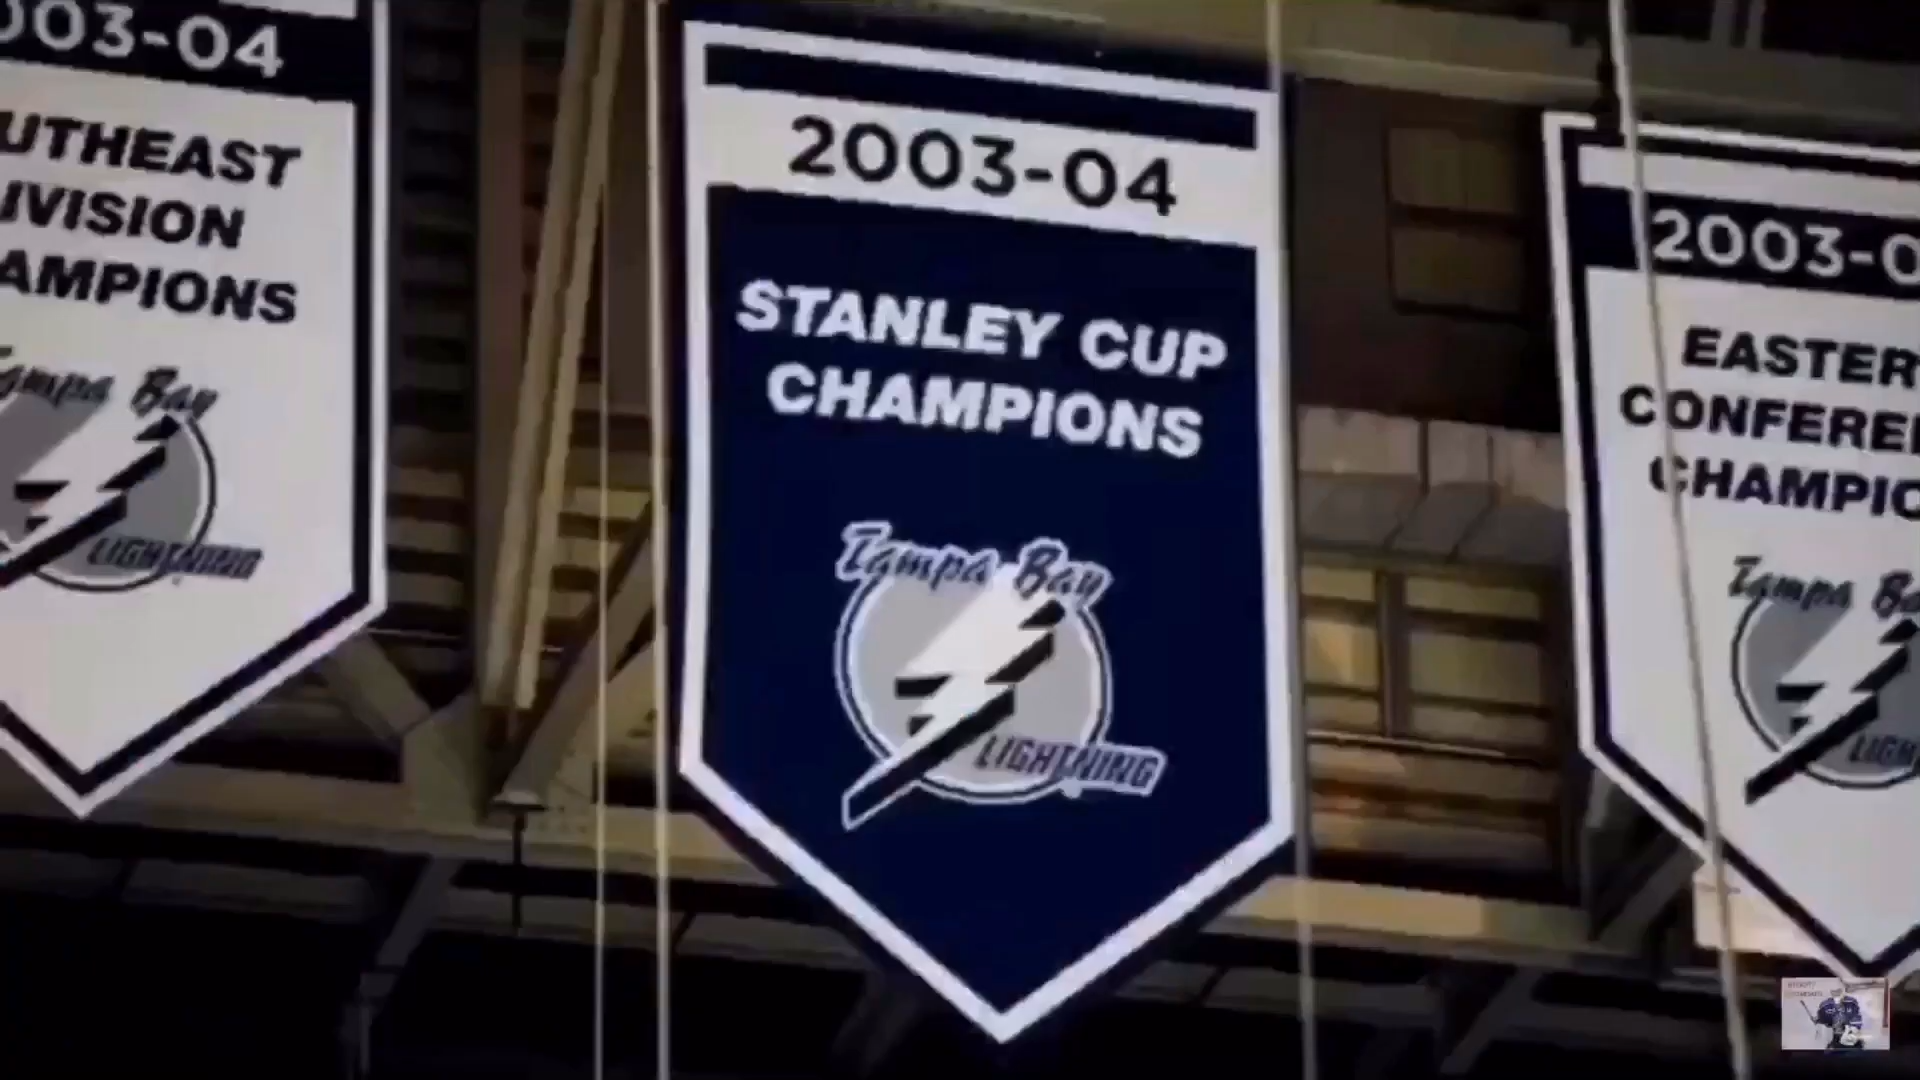 003-04
UTHEAST
IVISION
AMPIONS
Tampa Bay
LIGHTNING
2003-04
STANLEY CUP
CHAMPIONS
Tampa Bay
LIGHTNING
2003-0
EASTER
CONFERE
CHAMPIO
Tampa Ba
LIGH